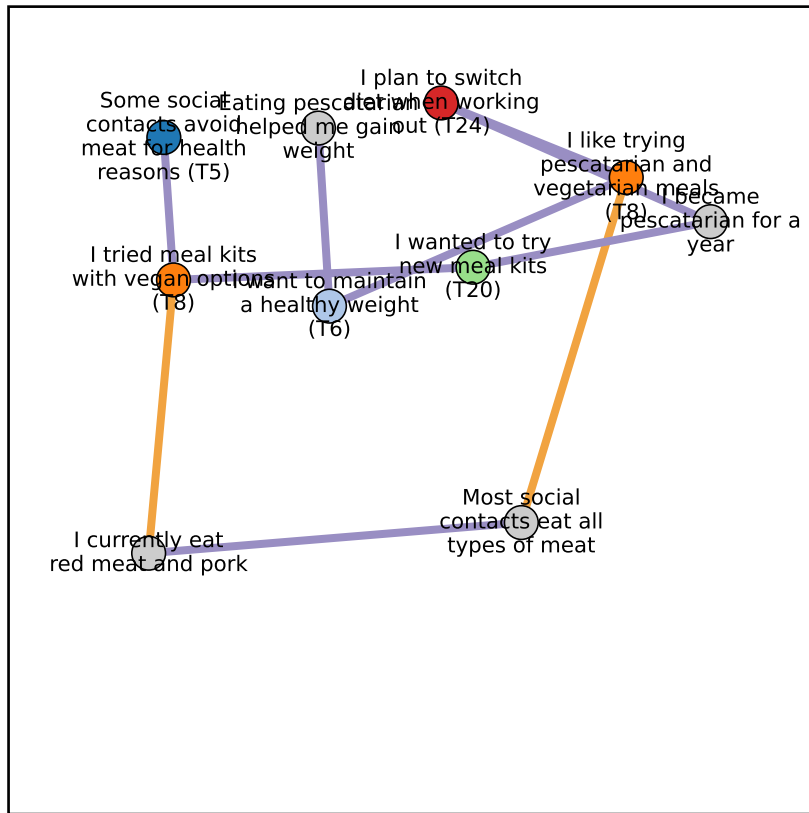 I plan to switch
diet when working
out (T24)
Some social
contacts avoid
meat for health
reasons (T5)
Eating pescatarian
helped me gain
weight
I like trying
pescatarian and
vegetarian meals
(T8)
I became
pescatarian for a
year
I wanted to try
new meal kits
(T20)
I tried meal kits
with vegan options
(T8)
want to maintain
a healthy weight
(T6)
Most social
contacts eat all
types of meat
I currently eat
red meat and pork